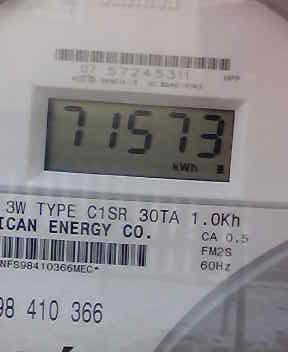 07 57245311
71573
kWh
3W TYPE C1SR 30TA 1.0Kh
ICAN ENERGY CO.
CA 0.5
FM2S
NFS98410366MEC*
60Hz
98 410 366